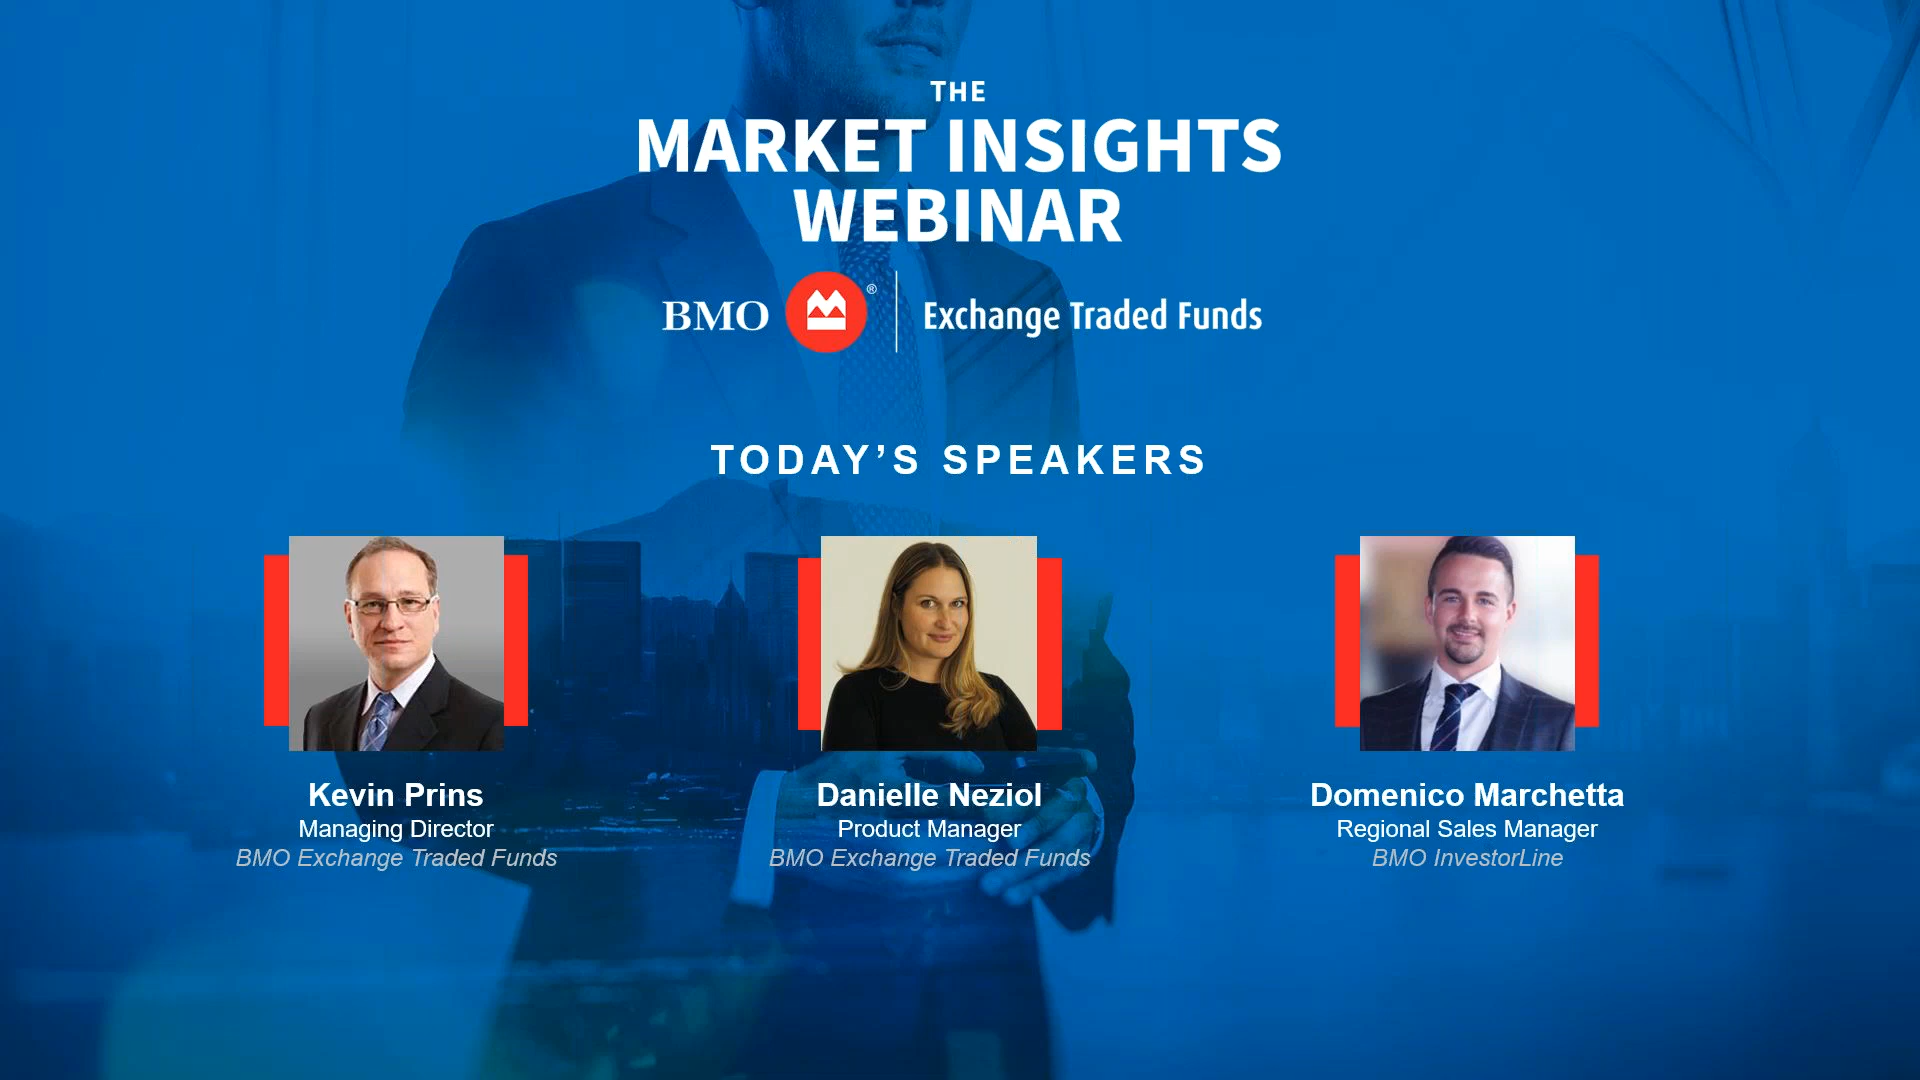 THE
MARKET INSIGHTS
WEBINAR
BMO ® Exchange Traded Funds
TODAY’S SPEAKERS
Kevin Prins
Managing Director
BMO Exchange Traded Funds
Danielle Neziol
Product Manager
BMO Exchange Traded Funds
Domenico Marchetta
Regional Sales Manager
BMO InvestorLine